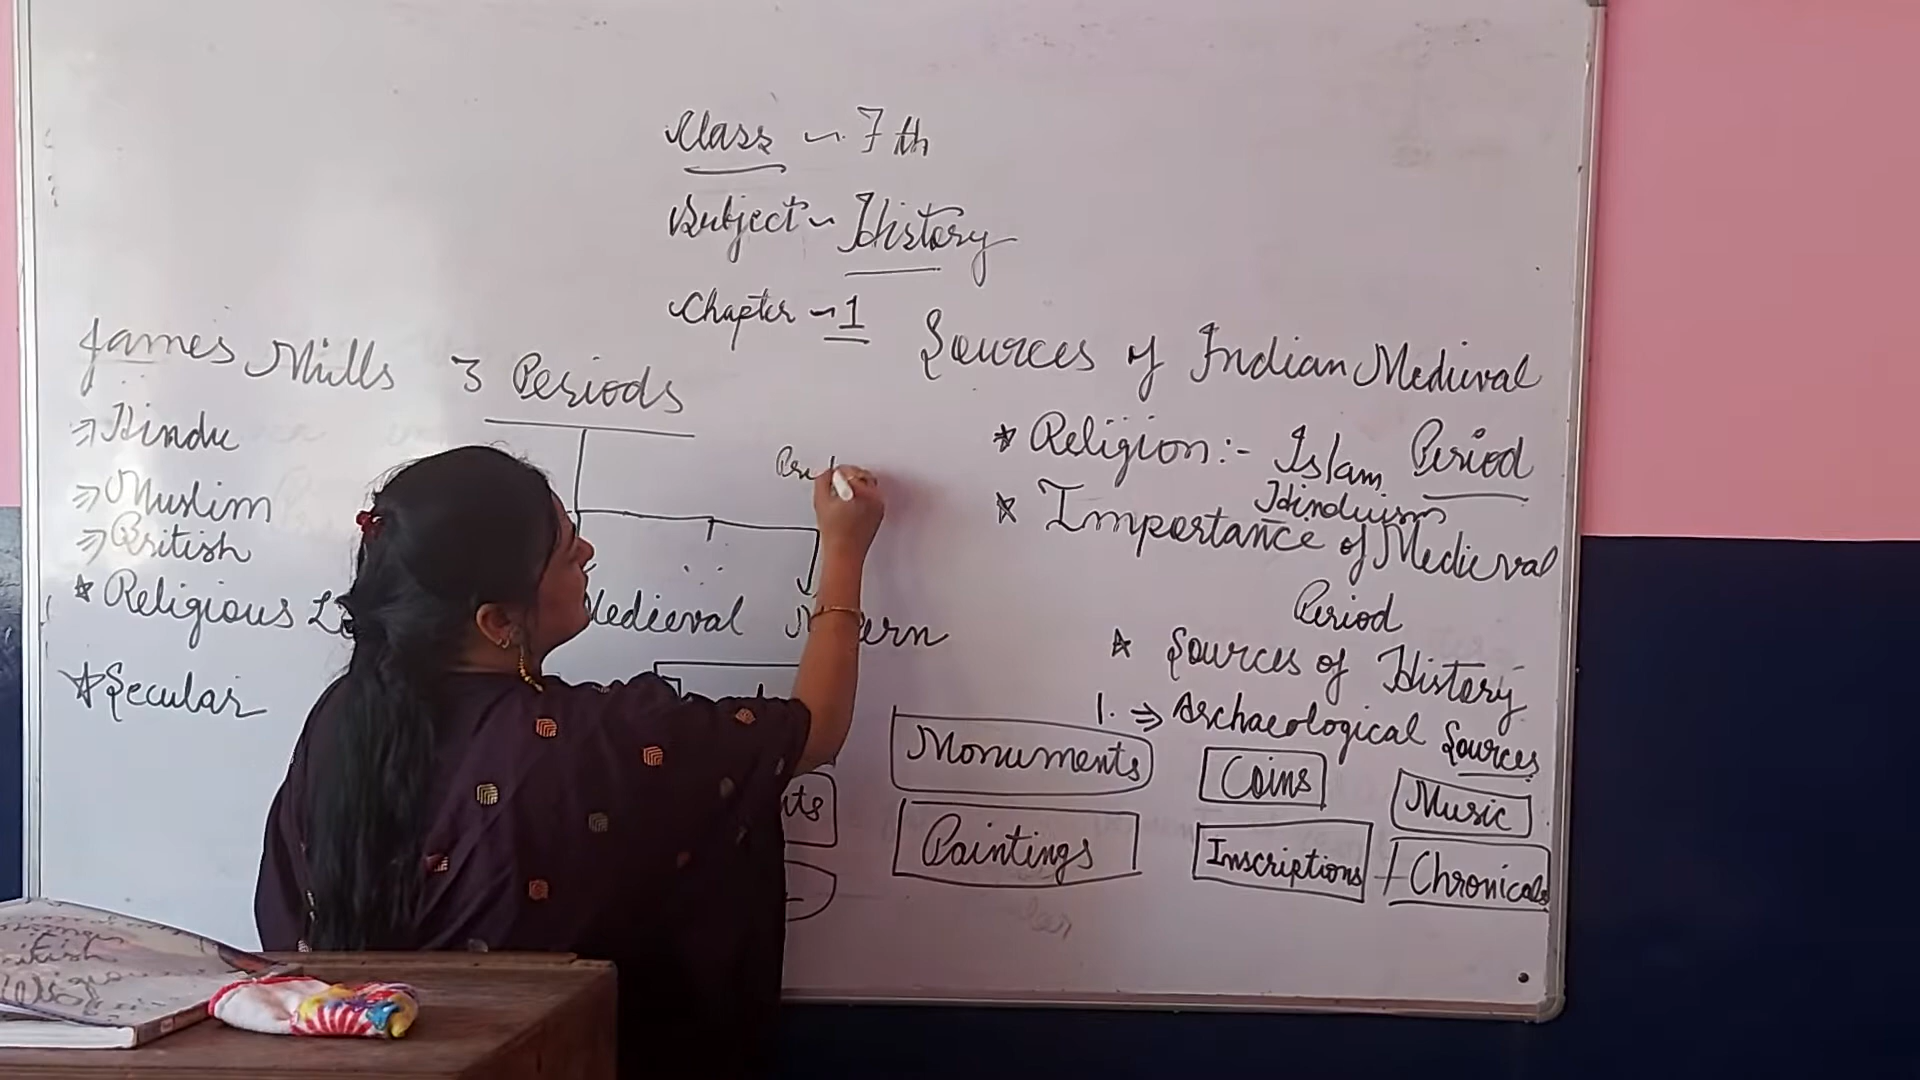 Class ~ 7th
Subject ~ History
Chapter ~ 1
Sources of Indian Medieval
Period
James Mills 3 Periods
⇒ Hindu
⇒ Muslim
⇒ British
* Religious
Medieval
* Secular
* Religion :- Islam
Hinduism
* Importance of Medieval
Period
* Sources of History
1. ⇒ Archaeological Sources
Monuments
Coins
Music
Paintings
Inscriptions
Chronicals